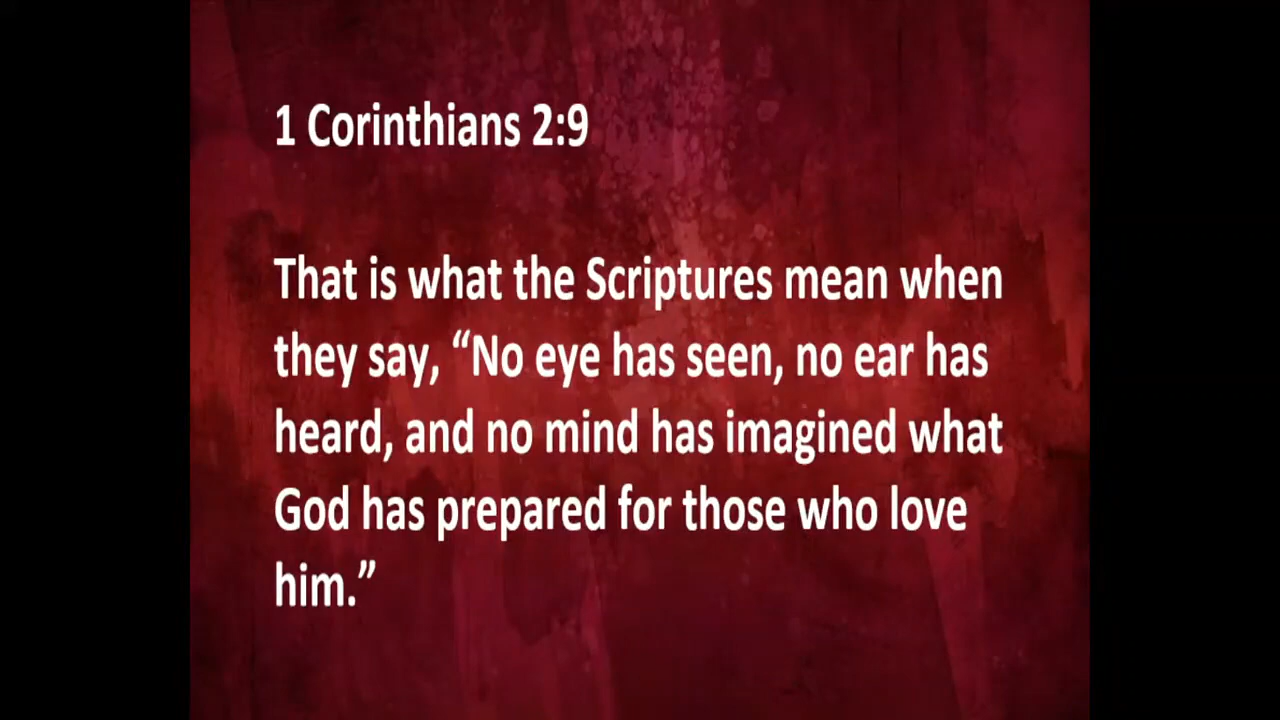 1 Corinthians 2:9
That is what the Scriptures mean when
they say, “No eye has seen, no ear has
heard, and no mind has imagined what
God has prepared for those who love
him.”